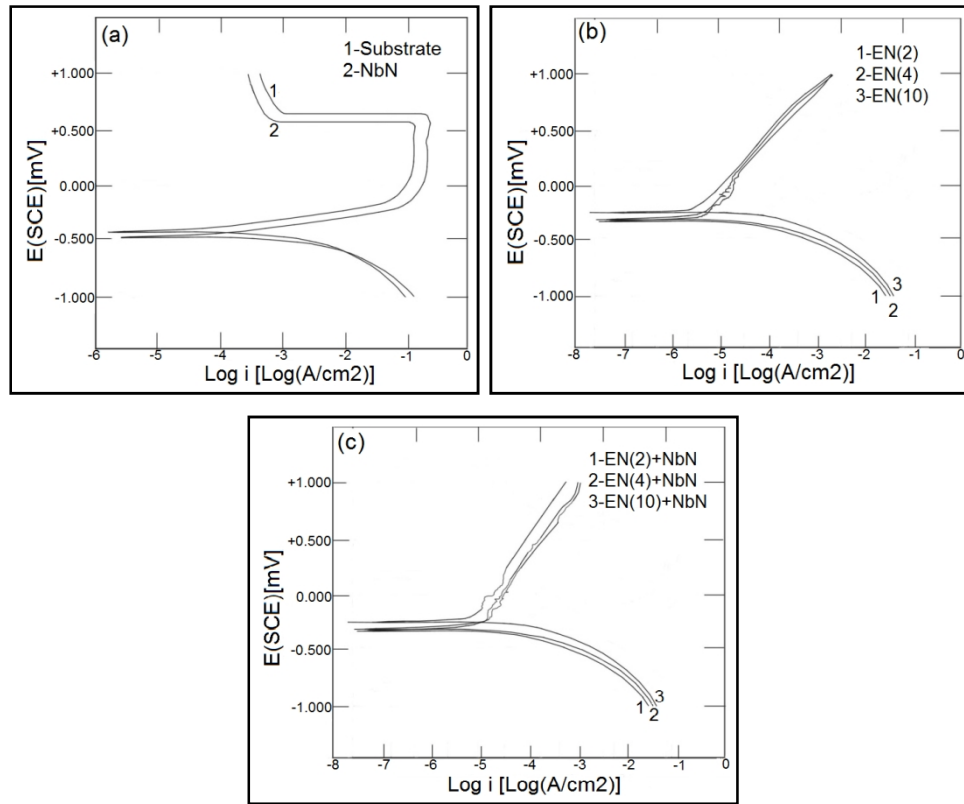 (a)
1-Substrate
2-NbN
+1.000
+0.500
0.000
-0.500
-1.000
E(SCE)[mV]
1
2
-6 -5 -4 -3 -2 -1 0
Log i [Log(A/cm2)]
(b)
1-EN(2)
2-EN(4)
3-EN(10)
+1.000
+0.500
0.000
-0.500
-1.000
E(SCE)[mV]
3
1
2
-8 -7 -6 -5 -4 -3 -2 -1 0
Log i [Log(A/cm2)]
(c)
1-EN(2)+NbN
2-EN(4)+NbN
3-EN(10)+NbN
+1.000
+0.500
0.000
-0.500
-1.000
E(SCE)[mV]
3
1 2
-8 -7 -6 -5 -4 -3 -2 -1 0
Log i [Log(A/cm2)]